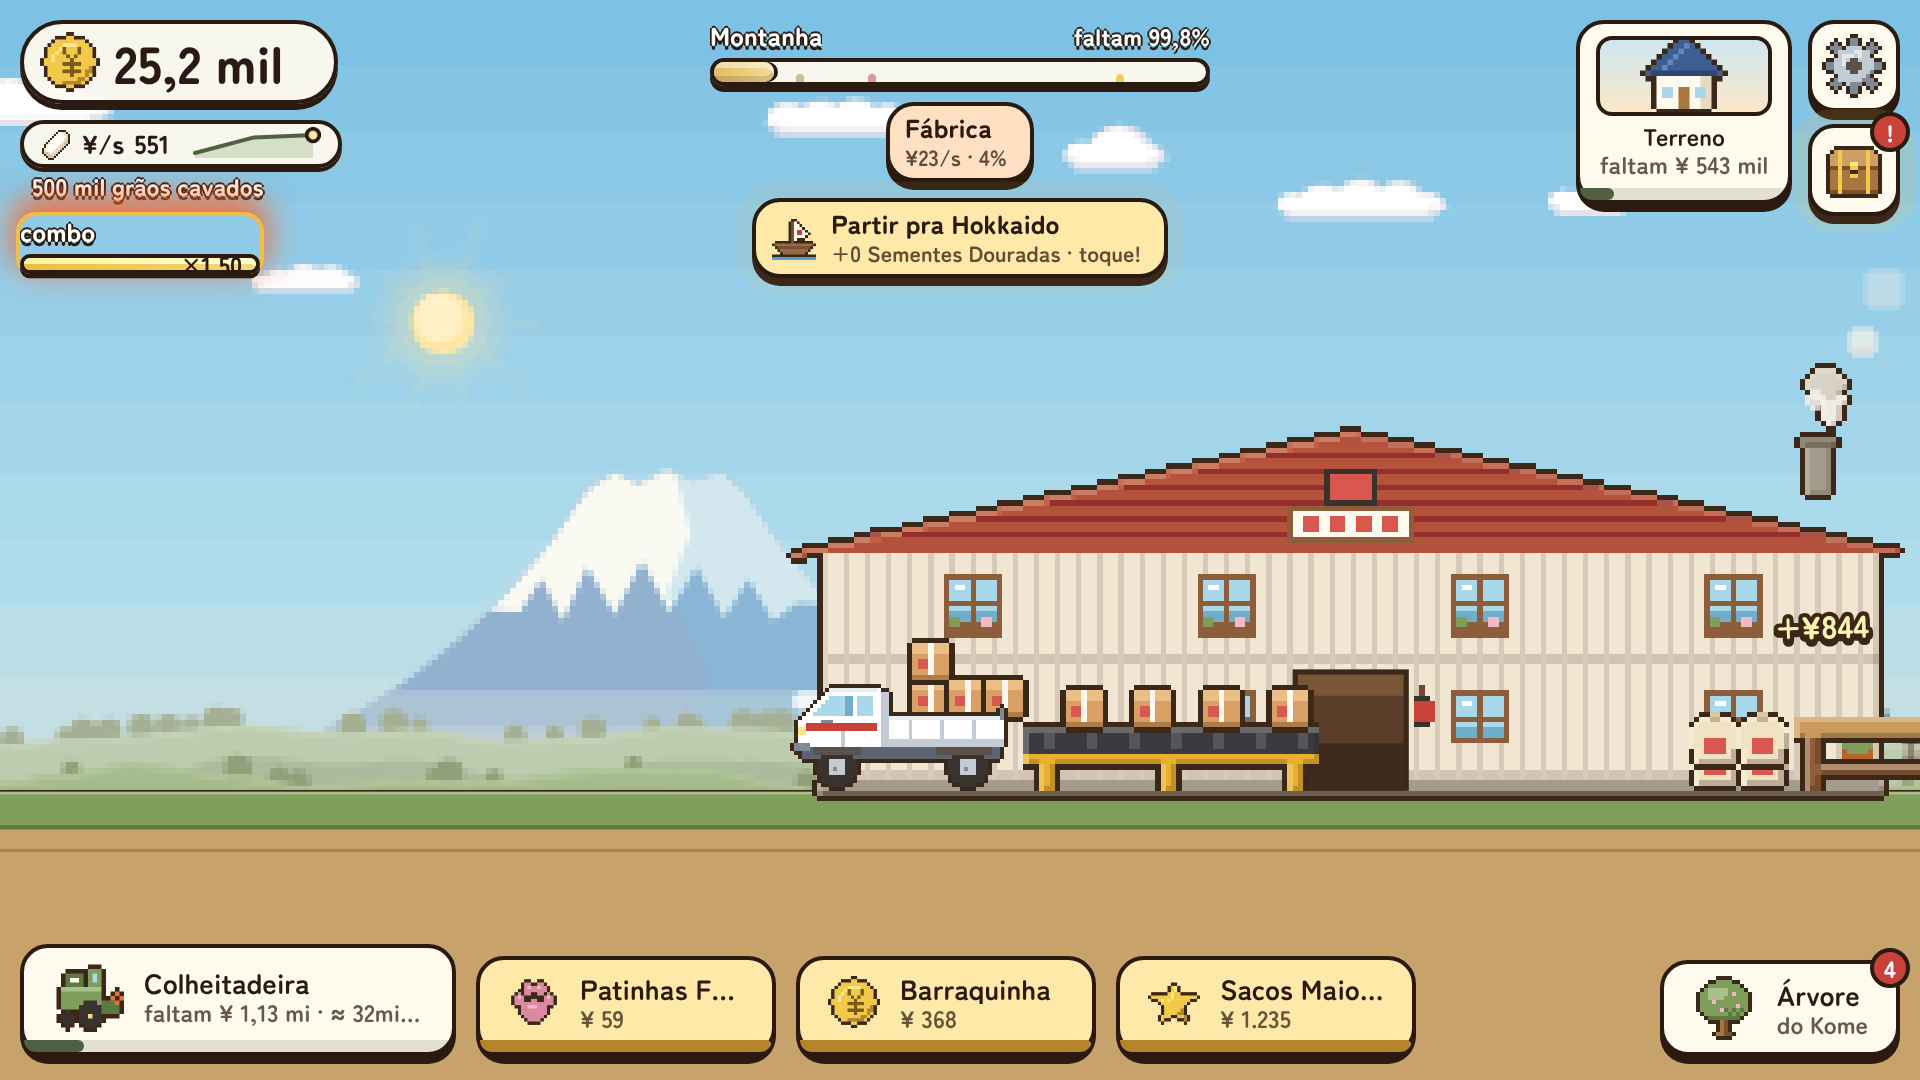 25,2 mil
¥/s 551
500 mil grãos cavados
combo
×1,50
Montanha
faltam 99,8%
Fábrica
¥23/s · 4%
Partir pra Hokkaido
+0 Sementes Douradas · toque!
Terreno
faltam ¥ 543 mil
!
+¥844
Colheitadeira
faltam ¥ 1,13 mi · ≈ 32mi...
Patinhas F...
¥ 59
Barraquinha
¥ 368
Sacos Maio...
¥ 1.235
4
Árvore
do Kome